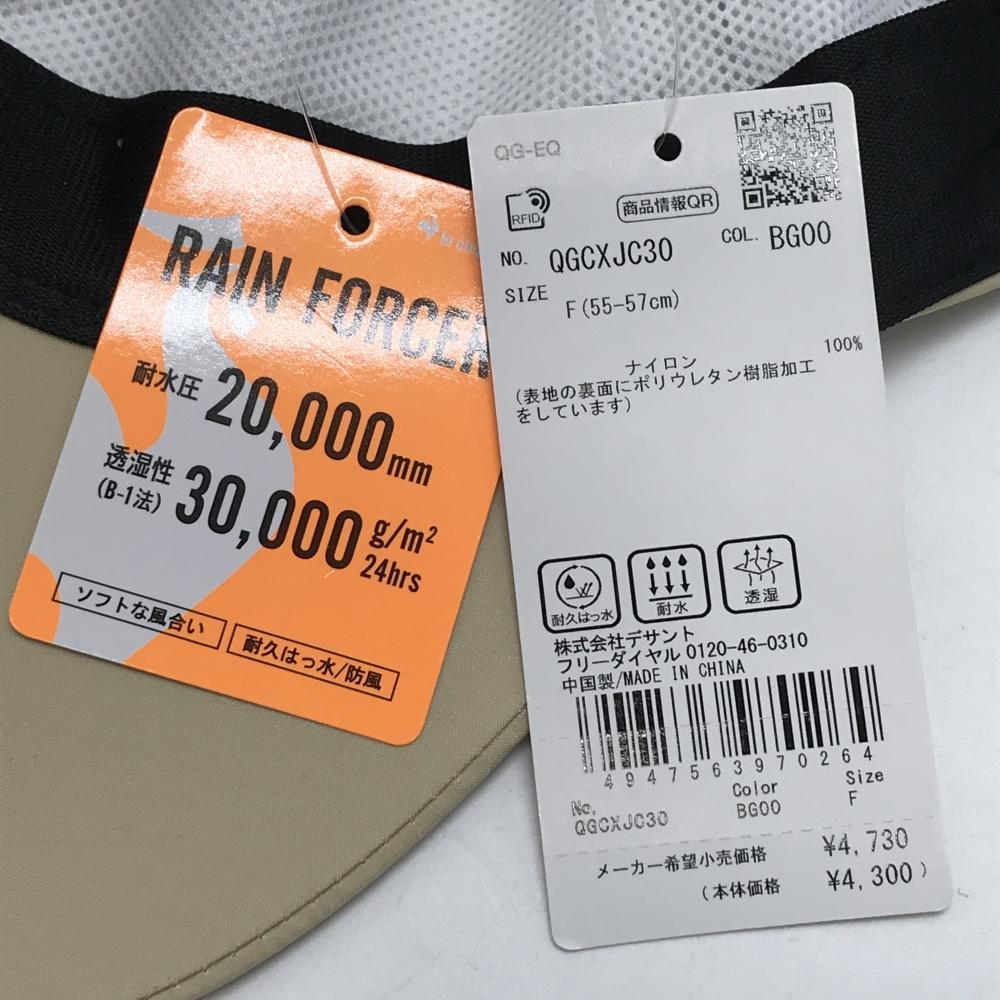 RAIN FORCER
耐水圧 20,000mm
透湿性
(B-1法) 30,000 g/m² 24hrs
ソフトな風合い
耐久はっ水/防風
QG-EQ
RFID
商品情報QR
NO. QGCXJC30 COL. BG00
SIZE
F(55-57cm)
ナイロン 100%
(表地の裏面にポリウレタン樹脂加工
をしています)
耐久はっ水 耐水 透湿
株式会社デサント
フリーダイヤル 0120-46-0310
中国製/MADE IN CHINA
4947563970264
No. Color Size
QGCXJC30 BG00 F
メーカー希望小売価格 ¥4,730
(本体価格 ¥4,300)